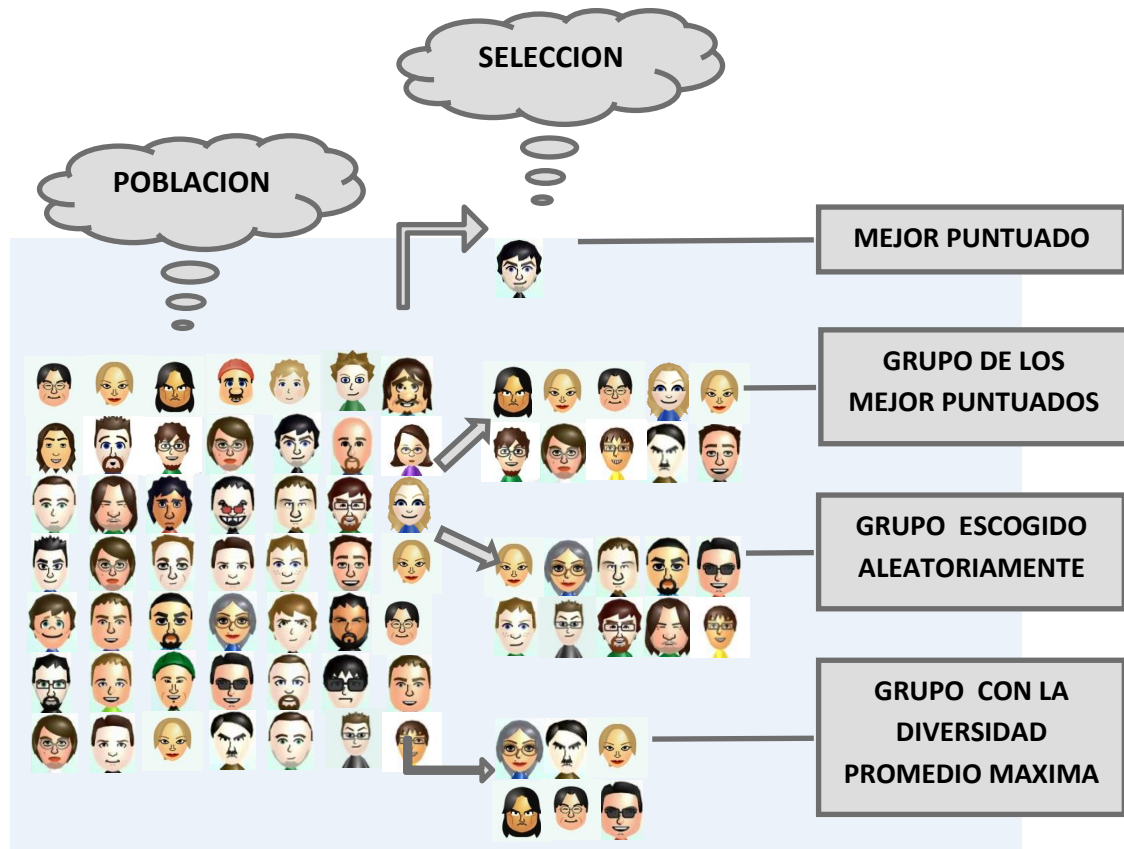 SELECCION
POBLACION
MEJOR PUNTUADO
GRUPO DE LOS
MEJOR PUNTUADOS
GRUPO ESCOGIDO
ALEATORIAMENTE
GRUPO CON LA
DIVERSIDAD
PROMEDIO MAXIMA